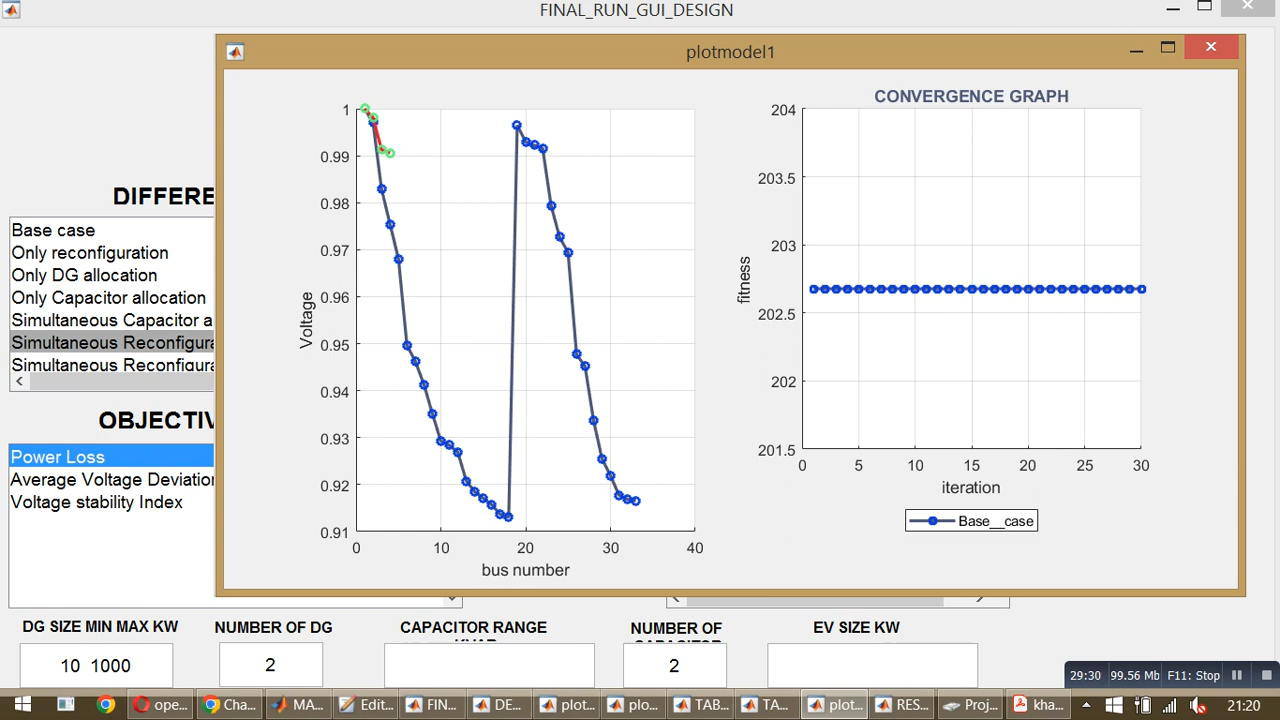 FINAL_RUN_GUI_DESIGN
plotmodel1
DIFFERE
Base case
Only reconfiguration
Only DG allocation
Only Capacitor allocation
Simultaneous Capacitor a
Simultaneous Reconfigura
Simultaneous Reconfigura
OBJECTIV
Power Loss
Average Voltage Deviation
Voltage stability Index
1
0.99
0.98
0.97
0.96
0.95
0.94
0.93
0.92
0.91
Voltage
0 10 20 30 40
bus number
CONVERGENCE GRAPH
204
203.5
203
202.5
202
201.5
fitness
0 5 10 15 20 25 30
iteration
Base__case
DG SIZE MIN MAX KW
NUMBER OF DG
CAPACITOR RANGE
NUMBER OF
EV SIZE KW
10 1000
2
2
29:30 99.56 Mb F11: Stop
ope...
Cha...
MA...
Edit...
FIN...
DE...
plot...
plo...
TAB...
TA...
plot...
RES...
Proj...
kha...
21:20